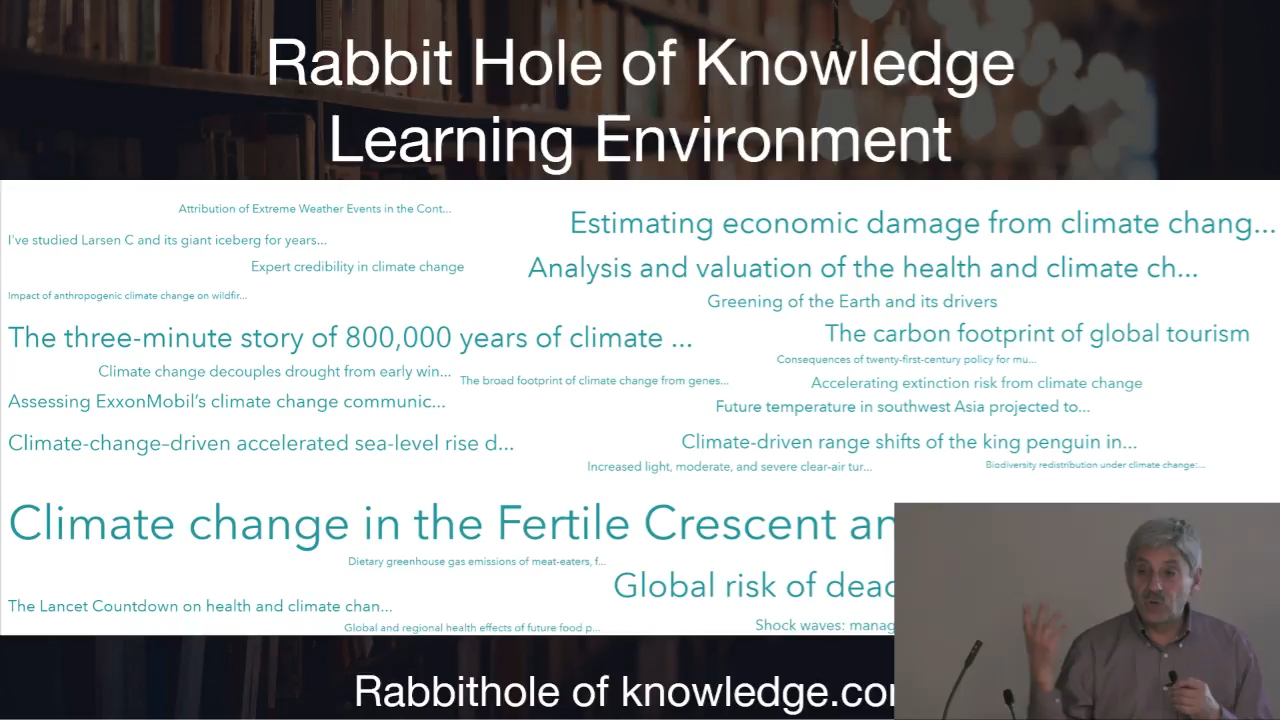 Rabbit Hole of Knowledge
Learning Environment
Attribution of Extreme Weather Events in the Cont...
Estimating economic damage from climate chang...
I've studied Larsen C and its giant iceberg for years...
Expert credibility in climate change
Analysis and valuation of the health and climate ch...
Impact of anthropogenic climate change on wildfir...
Greening of the Earth and its drivers
The three-minute story of 800,000 years of climate ...
The carbon footprint of global tourism
Consequences of twenty-first-century policy for mu...
Climate change decouples drought from early win...
The broad footprint of climate change from genes...
Accelerating extinction risk from climate change
Assessing ExxonMobil's climate change communic...
Future temperature in southwest Asia projected to...
Climate-change–driven accelerated sea-level rise d...
Climate-driven range shifts of the king penguin in...
Increased light, moderate, and severe clear-air tur...
Biodiversity redistribution under climate change:...
Climate change in the Fertile Crescent an
Dietary greenhouse gas emissions of meat-eaters, f...
Global risk of deac
The Lancet Countdown on health and climate chan...
Global and regional health effects of future food p...
Shock waves: manag
Rabbithole of knowledge.cor